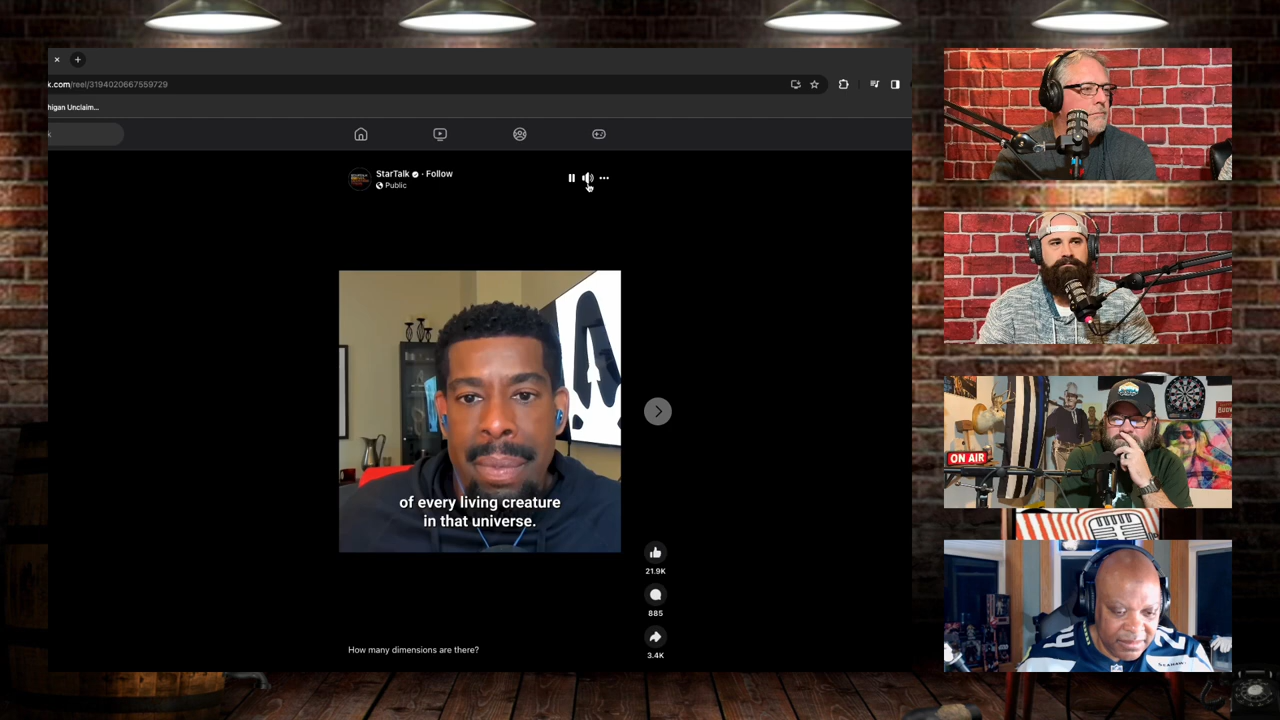 k.com/reel/3194020667559729
higan Unclaim...
k
StarTalk · Follow
Public
of every living creature
in that universe.
21.9K
885
3.4K
How many dimensions are there?
ON AIR